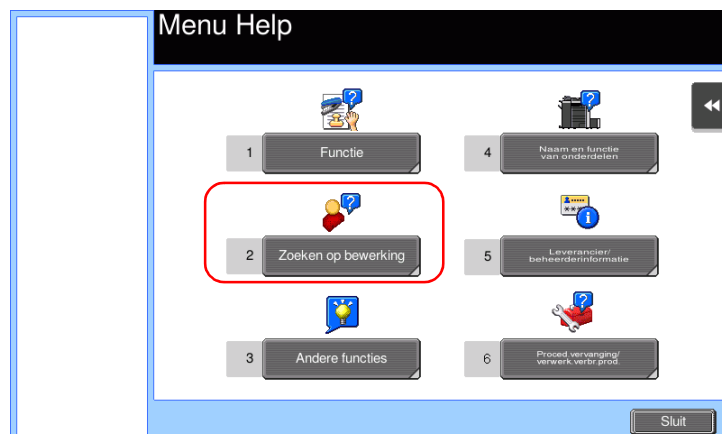 Menu Help
1 Functie
4 Naam en functie
van onderdelen
2 Zoeken op bewerking
5 Leverancier/
beheerderinformatie
3 Andere functies
6 Proced.vervanging/
verwerk.verbr.prod.
Sluit